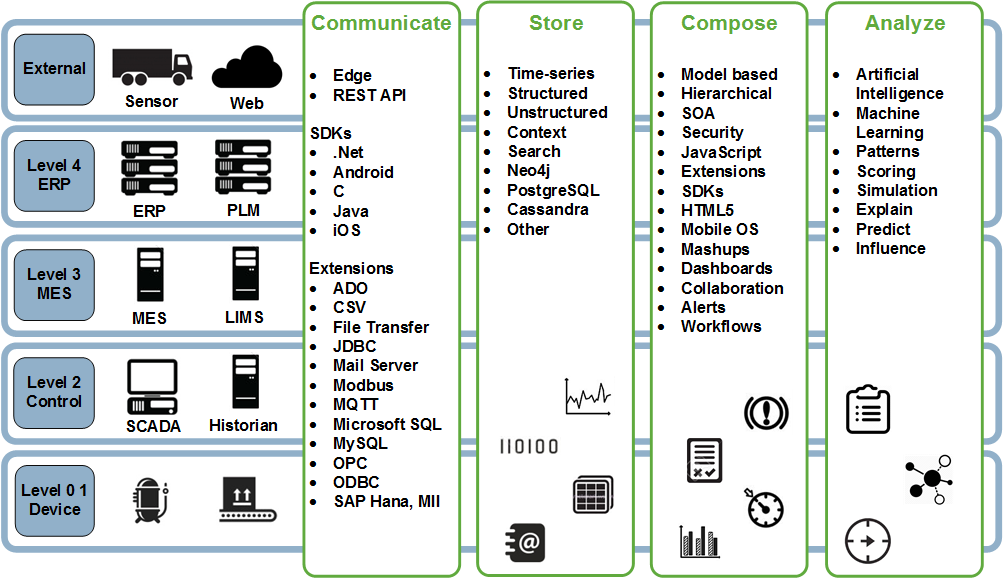 External
Sensor
Web
Level 4
ERP
ERP
PLM
Level 3
MES
MES
LIMS
Level 2
Control
SCADA
Historian
Level 0 1
Device
Communicate
• Edge
• REST API
SDKs
• .Net
• Android
• C
• Java
• iOS
Extensions
• ADO
• CSV
• File Transfer
• JDBC
• Mail Server
• Modbus
• MQTT
• Microsoft SQL
• MySQL
• OPC
• ODBC
• SAP Hana, MII
Store
• Time-series
• Structured
• Unstructured
• Context
• Search
• Neo4j
• PostgreSQL
• Cassandra
• Other
110100
@
Compose
• Model based
• Hierarchical
• SOA
• Security
• JavaScript
• Extensions
• SDKs
• HTML5
• Mobile OS
• Mashups
• Dashboards
• Collaboration
• Alerts
• Workflows
Analyze
• Artificial
Intelligence
• Machine
Learning
• Patterns
• Scoring
• Simulation
• Explain
• Predict
• Influence